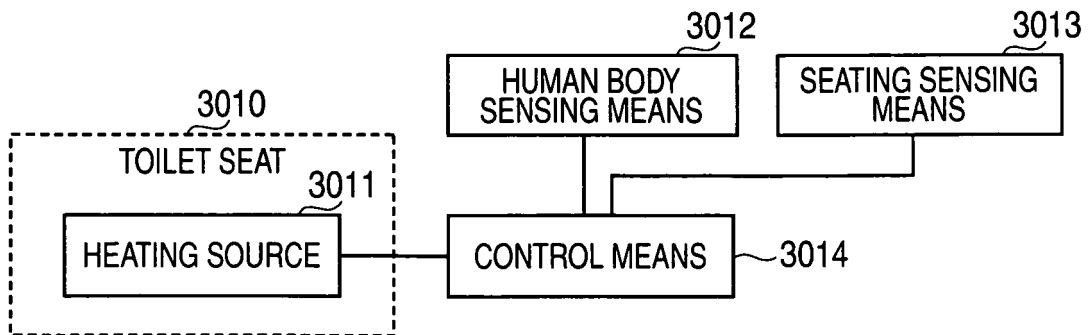 3012
3013
HUMAN BODY
SENSING MEANS
SEATING SENSING
MEANS
3010
TOILET SEAT
3011
HEATING SOURCE
CONTROL MEANS
3014